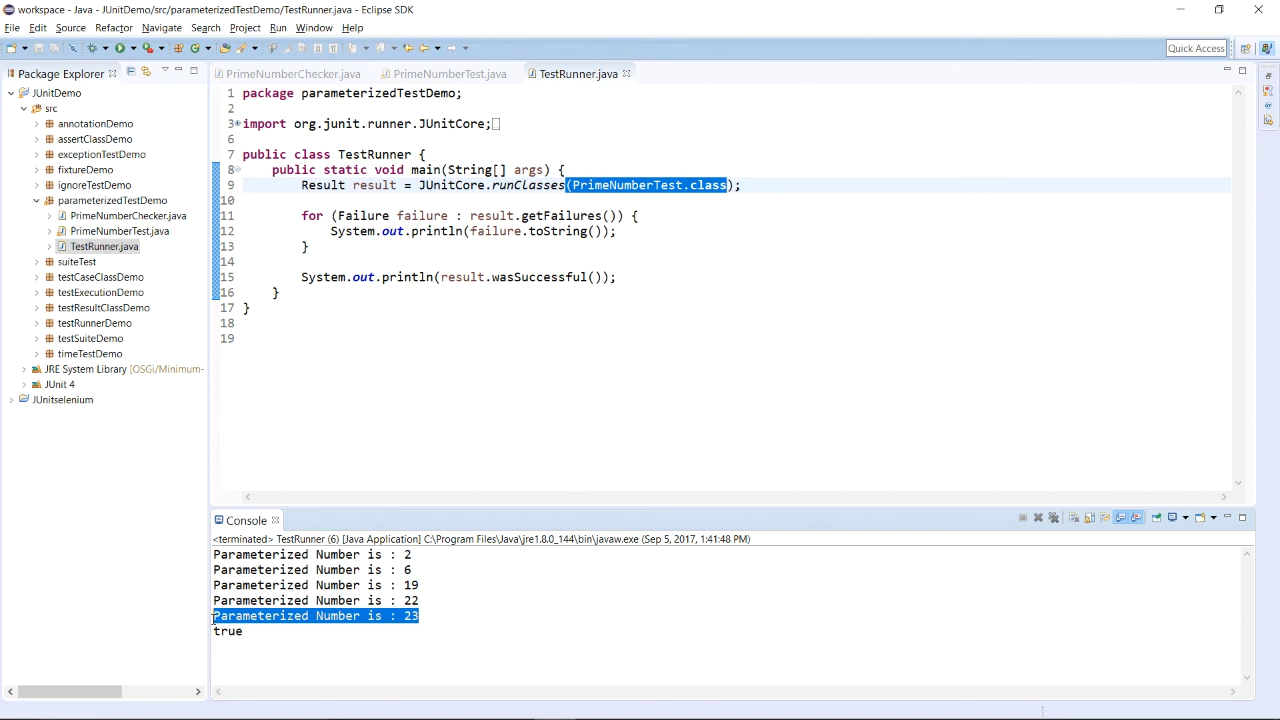 workspace - Java - JUnitDemo/src/parameterizedTestDemo/TestRunner.java - Eclipse SDK
File Edit Source Refactor Navigate Search Project Run Window Help
Quick Access
Package Explorer
PrimeNumberChecker.java PrimeNumberTest.java TestRunner.java
JUnitDemo
src
annotationDemo
assertClassDemo
exceptionTestDemo
fixtureDemo
ignoreTestDemo
parameterizedTestDemo
PrimeNumberChecker.java
PrimeNumberTest.java
TestRunner.java
suiteTest
testCaseClassDemo
testExecutionDemo
testResultClassDemo
testRunnerDemo
testSuiteDemo
timeTestDemo
JRE System Library [OSGi/Minimum-
JUnit 4
JUnitselenium
1 package parameterizedTestDemo;
2
3 import org.junit.runner.JUnitCore;
6
7 public class TestRunner {
8 public static void main(String[] args) {
9 Result result = JUnitCore.runClasses(PrimeNumberTest.class);
10
11 for (Failure failure : result.getFailures()) {
12 System.out.println(failure.toString());
13 }
14
15 System.out.println(result.wasSuccessful());
16 }
17 }
18
19
Console
<terminated> TestRunner (6) [Java Application] C:\Program Files\Java\jre1.8.0_144\bin\javaw.exe (Sep 5, 2017, 1:41:48 PM)
Parameterized Number is : 2
Parameterized Number is : 6
Parameterized Number is : 19
Parameterized Number is : 22
Parameterized Number is : 23
true